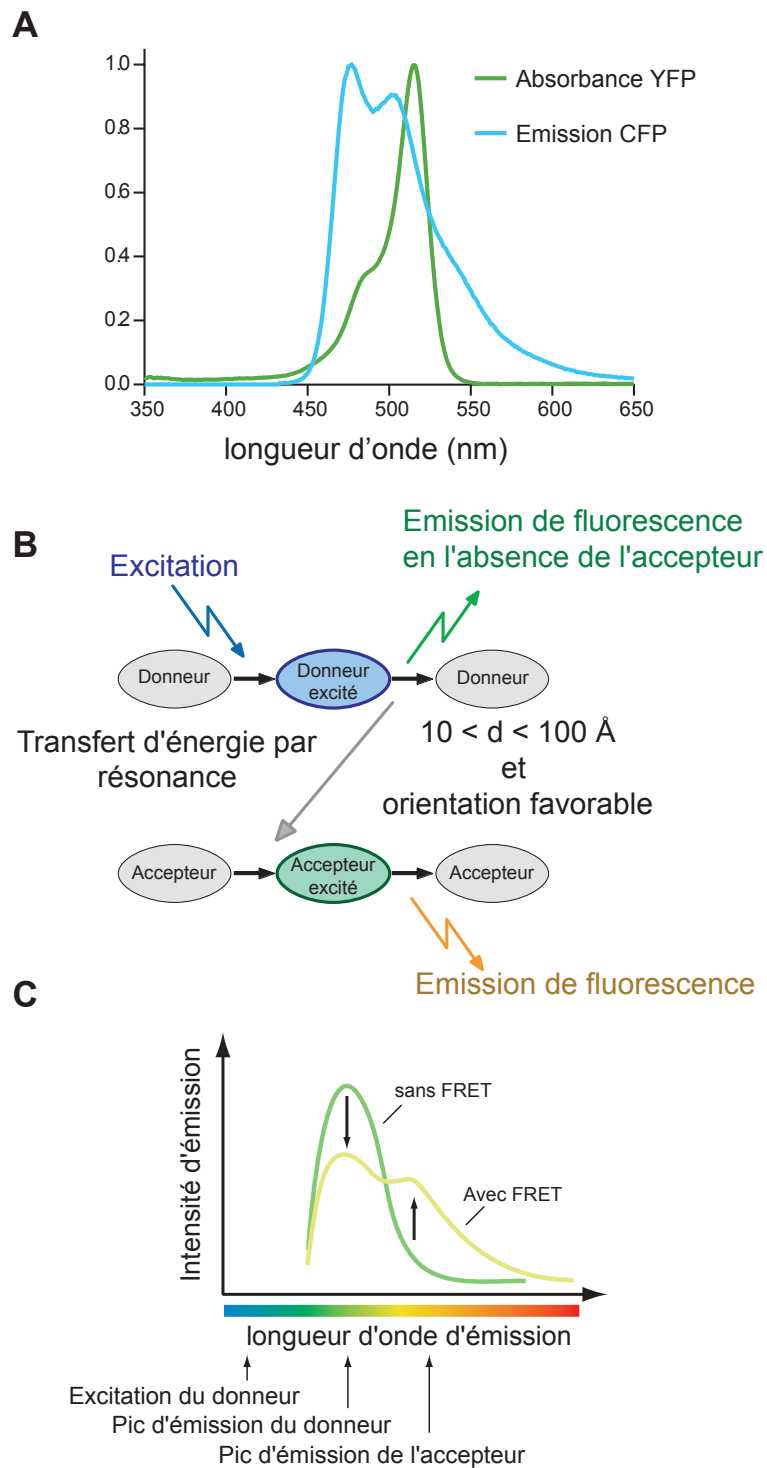 A
1.0
0.8
0.6
0.4
0.2
0.0
350 400 450 500 550 600 650
longueur d'onde (nm)
Absorbance YFP
Emission CFP
B
Excitation
Emission de fluorescence
en l'absence de l'accepteur
Donneur
Donneur
excité
Donneur
Transfert d'énergie par
résonance
10 < d < 100 Å
et
orientation favorable
Accepteur
Accepteur
excité
Accepteur
Emission de fluorescence
C
Intensité d'émission
sans FRET
Avec FRET
longueur d'onde d'émission
Excitation du donneur
Pic d'émission du donneur
Pic d'émission de l'accepteur